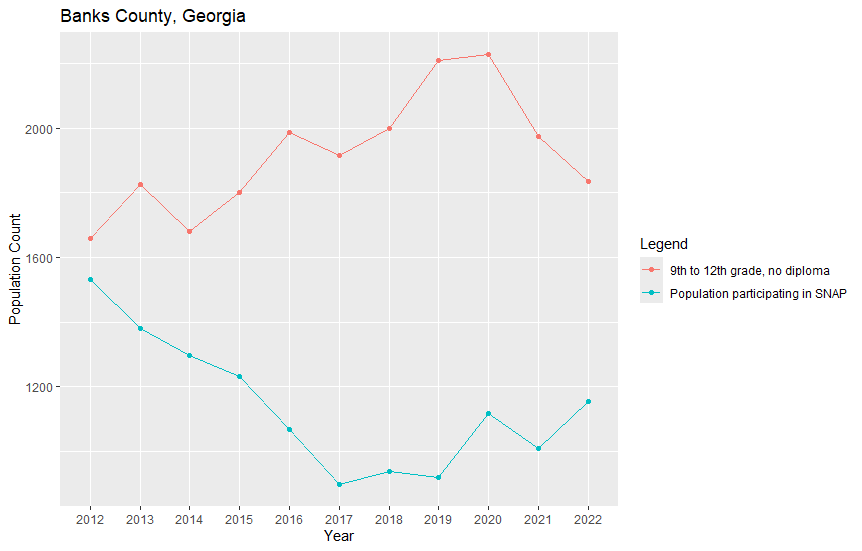 Banks County, Georgia
Population Count
2000
1600
1200
2012 2013 2014 2015 2016 2017 2018 2019 2020 2021 2022
Year
Legend
9th to 12th grade, no diploma
Population participating in SNAP